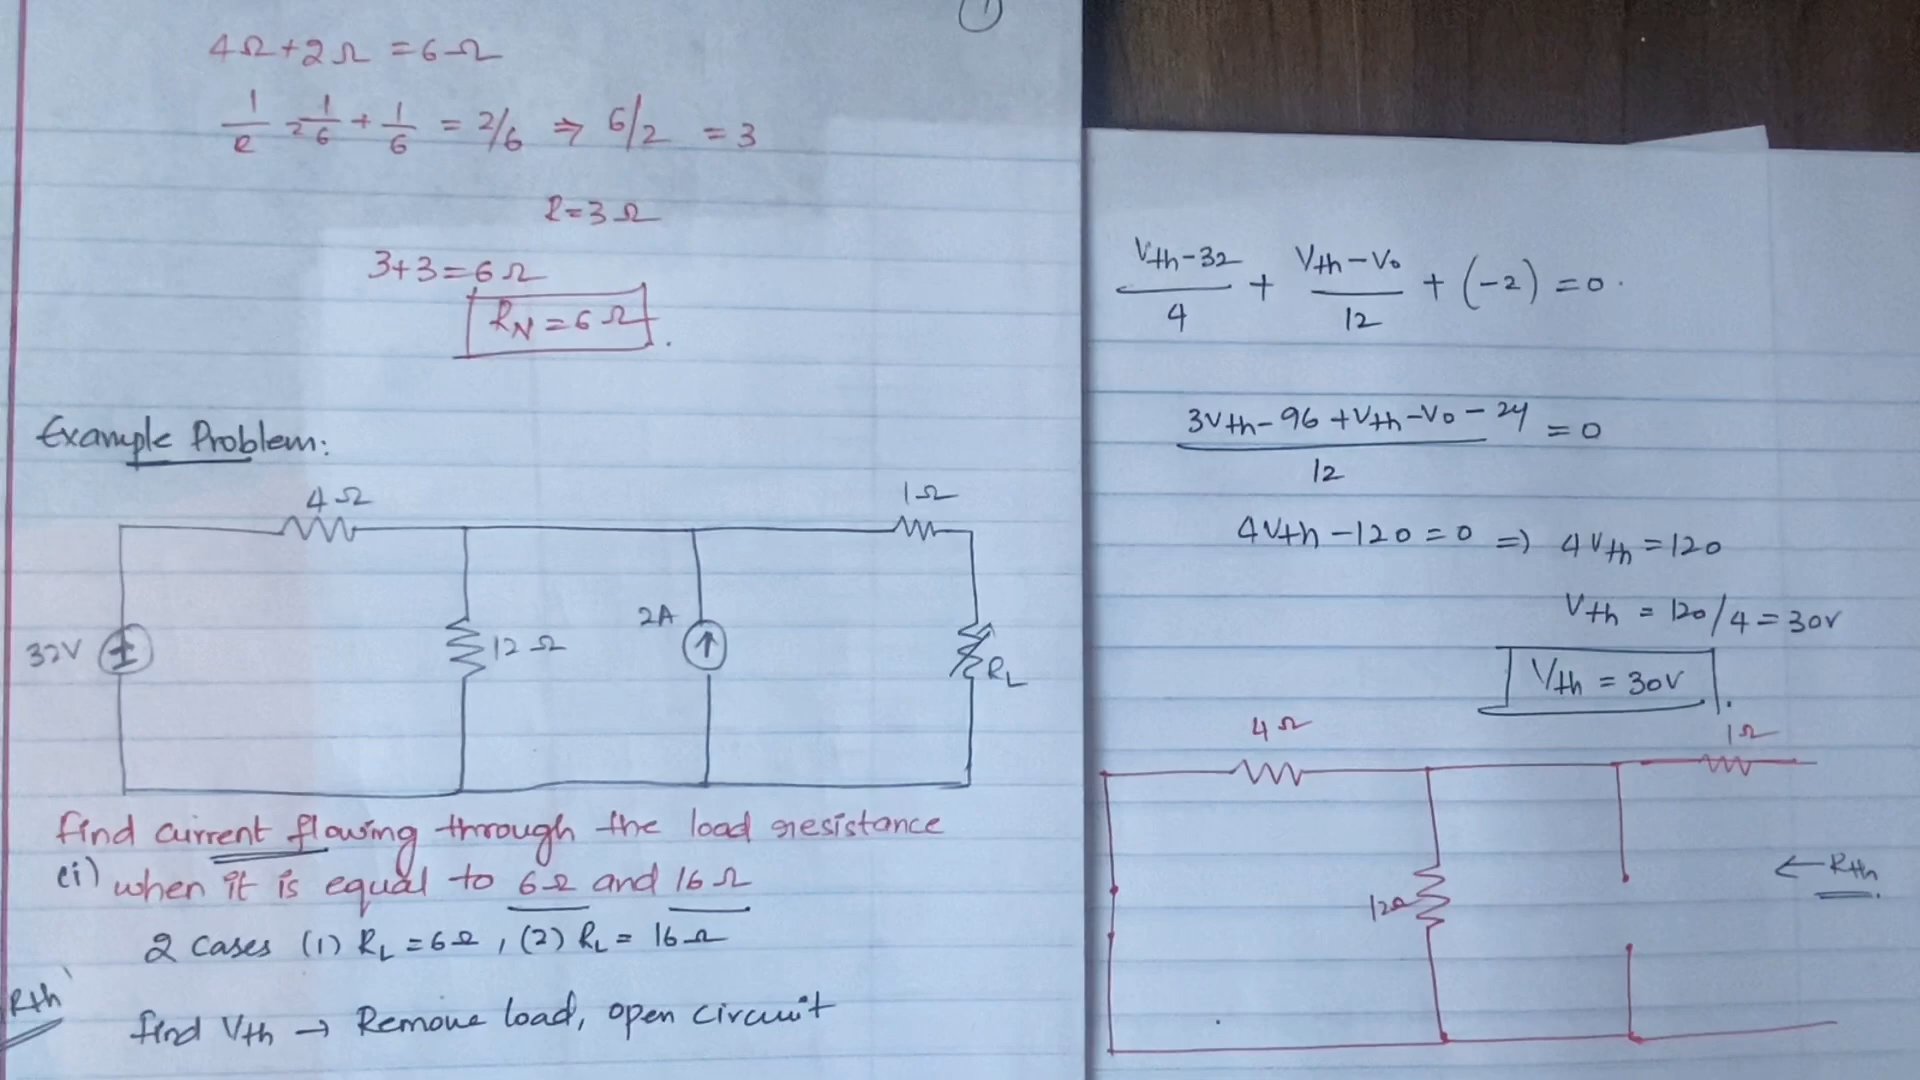 1
4Ω+2Ω =6Ω
1/R = 1/6 + 1/6 = 2/6 ⇒ 6/2 = 3
R=3Ω
3+3=6Ω
RN = 6Ω.
Example Problem:
4Ω
1Ω
32V
12Ω
2A
RL
find current flowing through the load resistance
(i) when it is equal to 6Ω and 16Ω
2 cases (1) RL = 6Ω, (2) RL = 16Ω
Rth
find Vth → Remove load, open circuit
Vth-32/4 + Vth-V0/12 + (-2) = 0.
3Vth-96+Vth-V0-24/12 = 0
4Vth-120=0 ⇒ 4Vth=120
Vth = 120/4=30V
Vth = 30V.
4Ω
1Ω
12Ω
←Rth.